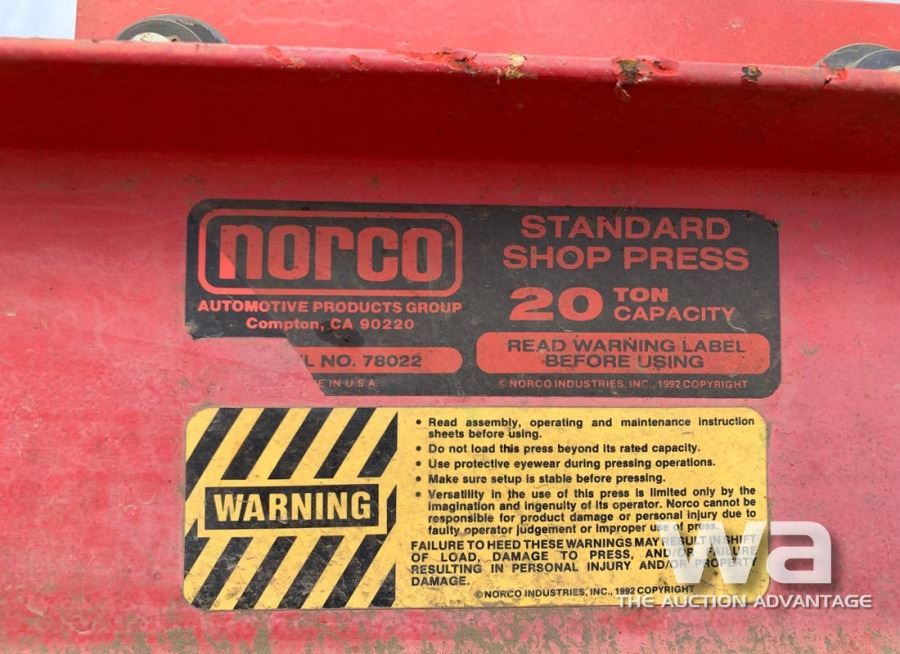 norco
AUTOMOTIVE PRODUCTS GROUP
Compton, CA 90220
L NO. 78022
E IN U.S.A
STANDARD
SHOP PRESS
20 TON
CAPACITY
READ WARNING LABEL
BEFORE USING
© NORCO INDUSTRIES, INC., 1992 COPYRIGHT
WARNING
• Read assembly, operating and maintenance instruction
sheets before using.
• Do not load this press beyond its rated capacity.
• Use protective eyewear during pressing operations.
• Make sure setup is stable before pressing.
• Versatility in the use of this press is limited only by the
imagination and ingenuity of its operator. Norco cannot be
responsible for product damage or personal injury due to
faulty operator judgement or improper use of press.
FAILURE TO HEED THESE WARNINGS MAY RESULT IN SHIFT
OF LOAD, DAMAGE TO PRESS, AND/OR FAILURE
RESULTING IN PERSONAL INJURY AND/OR PROPERTY
DAMAGE.
© NORCO INDUSTRIES, INC., 1992 COPYRIGHT
wa
THE AUCTION ADVANTAGE